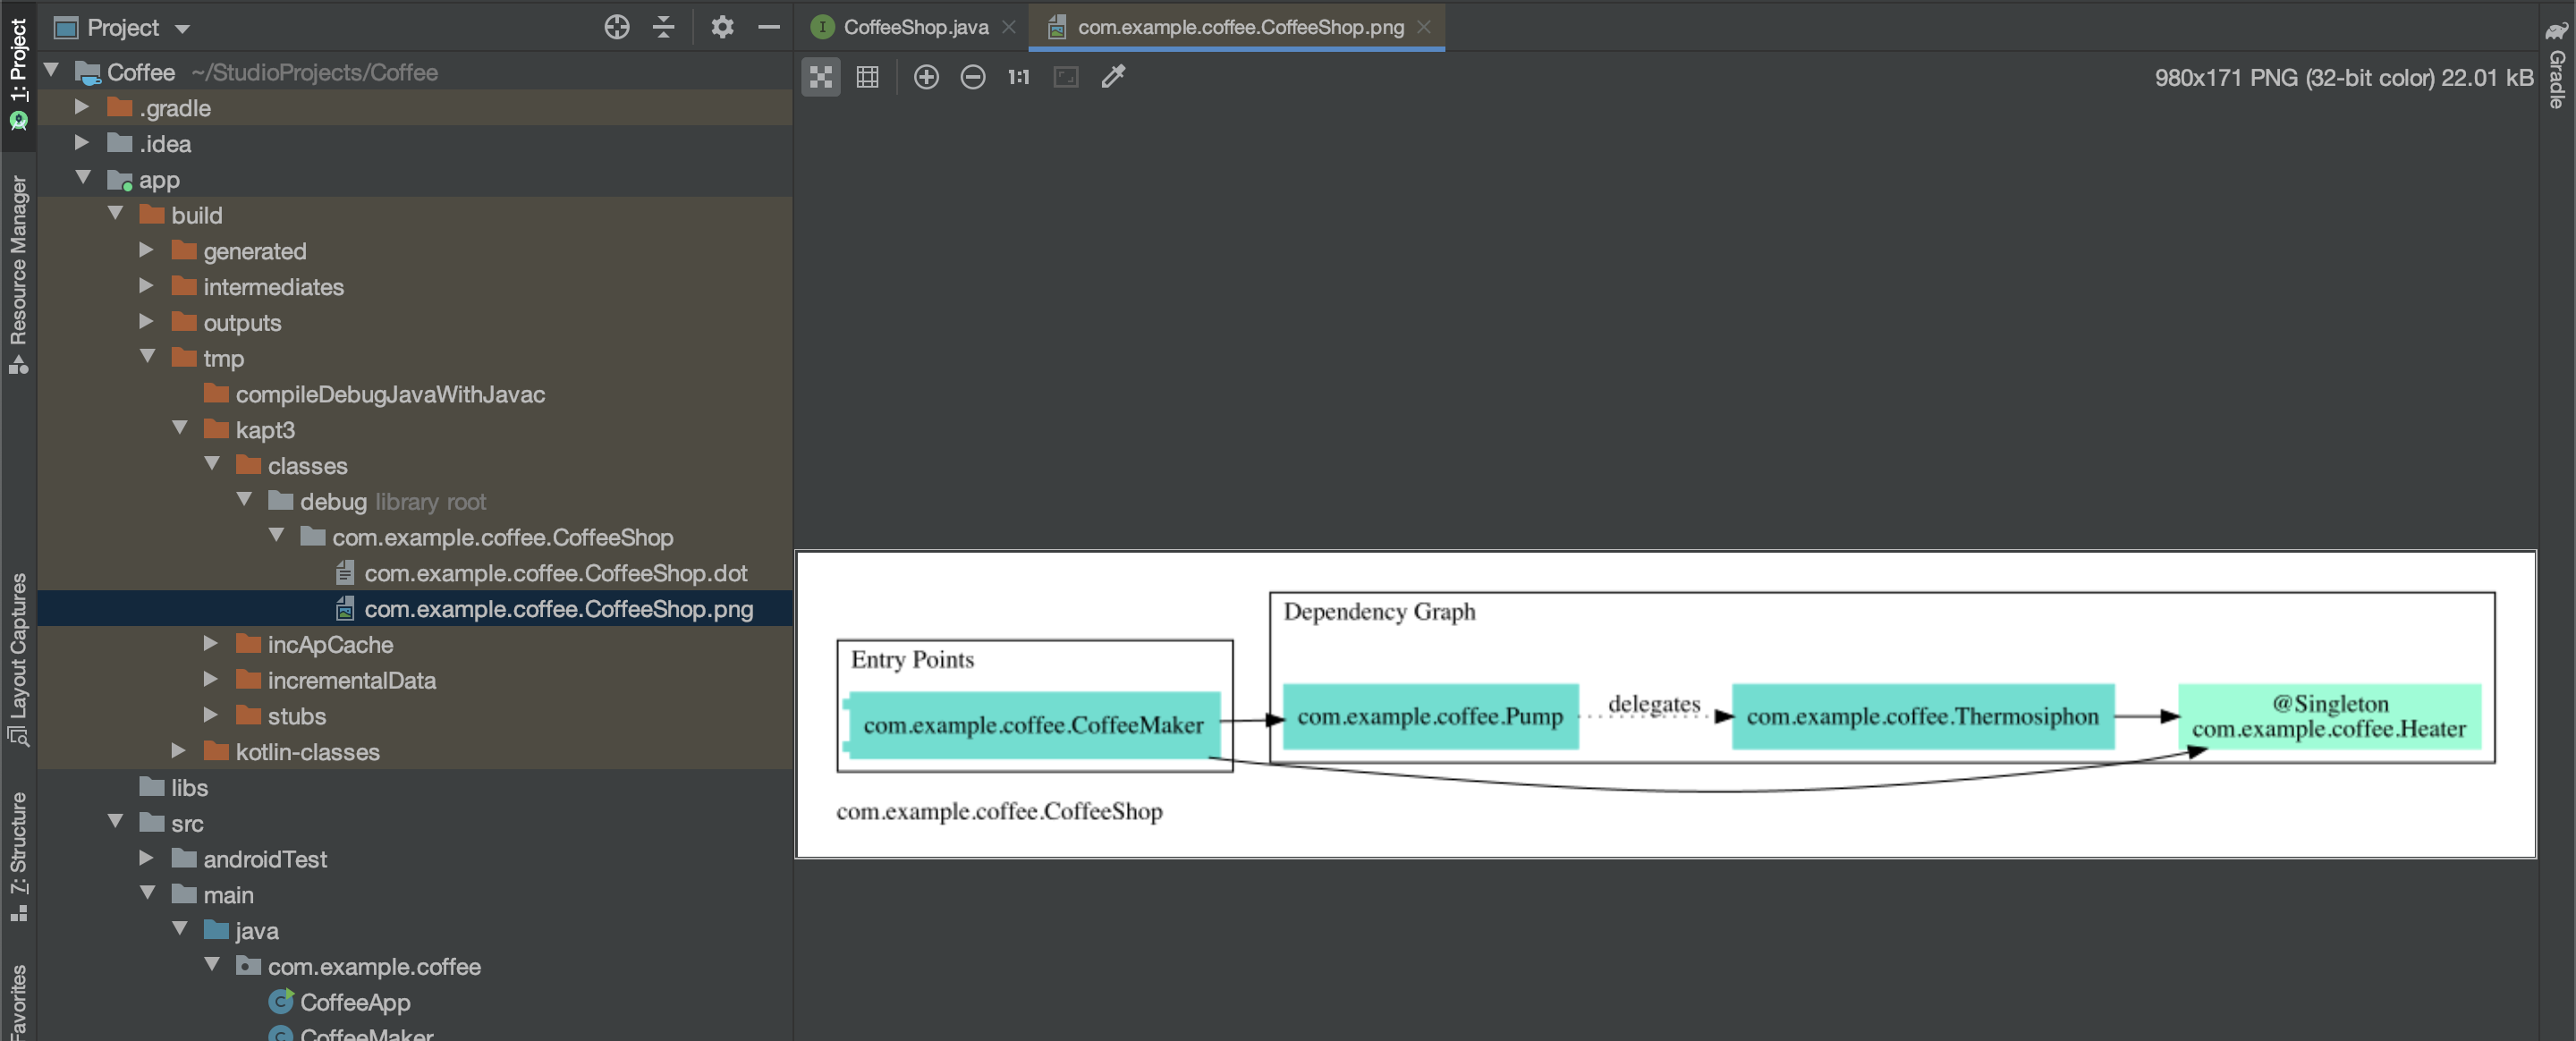 1: Project
Resource Manager
Layout Captures
7: Structure
Favorites
Project
Coffee ~/StudioProjects/Coffee
.gradle
.idea
app
build
generated
intermediates
outputs
tmp
compileDebugJavaWithJavac
kapt3
classes
debug library root
com.example.coffee.CoffeeShop
com.example.coffee.CoffeeShop.dot
com.example.coffee.CoffeeShop.png
incApCache
incrementalData
stubs
kotlin-classes
libs
src
androidTest
main
java
com.example.coffee
CoffeeApp
CoffeeMaker
CoffeeShop.java
com.example.coffee.CoffeeShop.png
1:1
980x171 PNG (32-bit color) 22.01 kB
Dependency Graph
Entry Points
com.example.coffee.CoffeeMaker
com.example.coffee.Pump
delegates
com.example.coffee.Thermosiphon
@Singleton
com.example.coffee.Heater
com.example.coffee.CoffeeShop
Gradle